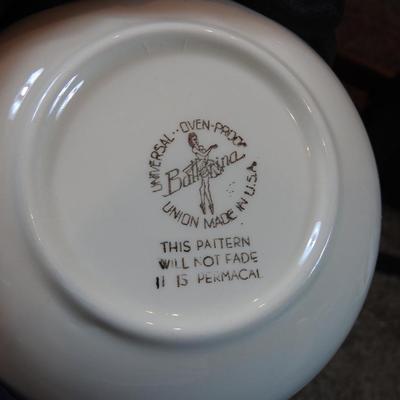 UNIVERSAL · OVEN-PROOF
Ballerina
UNION MADE IN U.S.A.
THIS PATTERN
WILL NOT FADE
IT IS PERMACAL